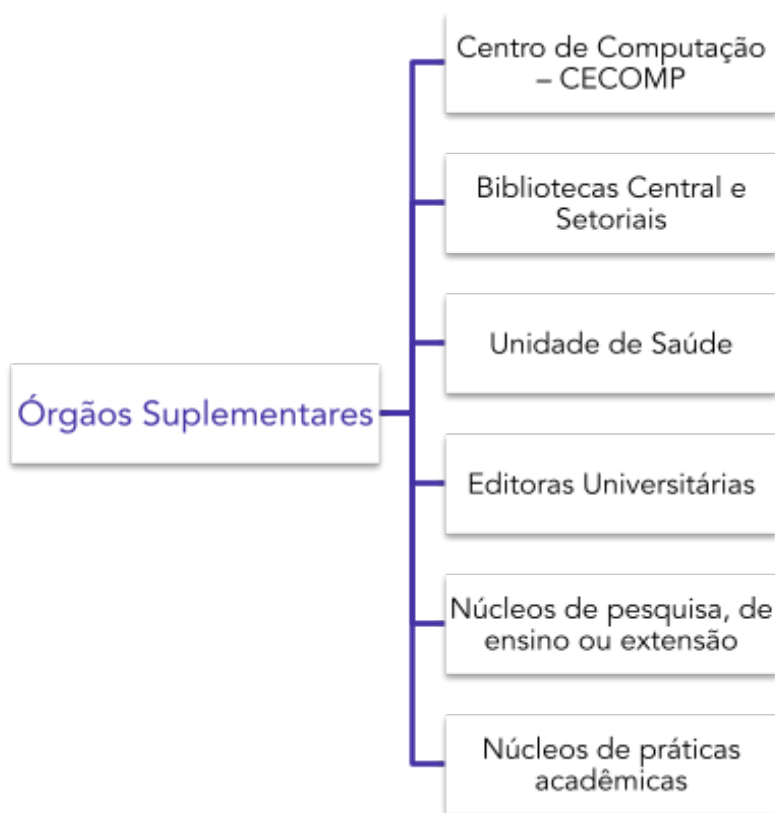 Centro de Computação
– CECOMP
Bibliotecas Central e
Setoriais
Unidade de Saúde
Órgãos Suplementares
Editoras Universitárias
Núcleos de pesquisa, de
ensino ou extensão
Núcleos de práticas
acadêmicas